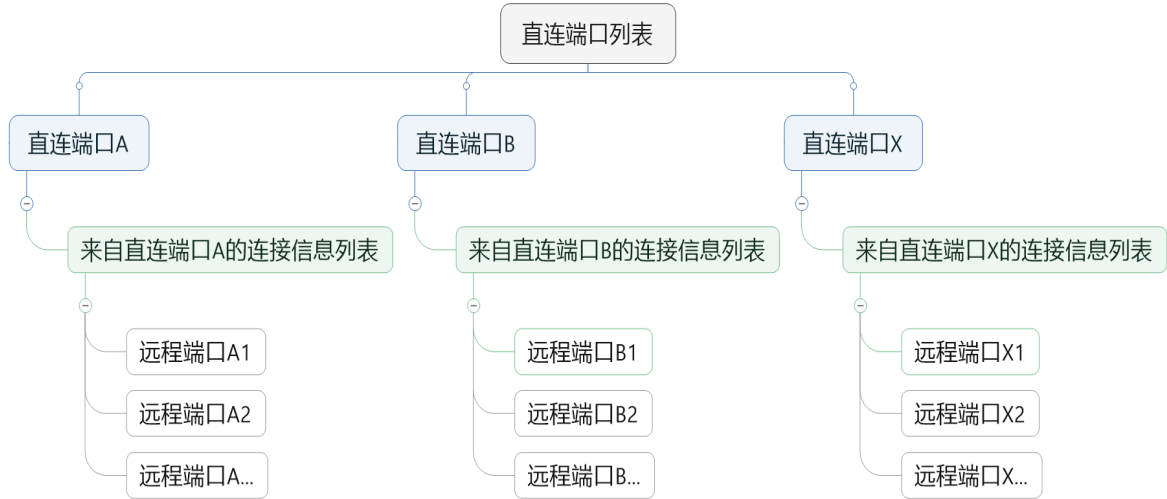 直连端口列表
直连端口A
直连端口B
直连端口X
来自直连端口A的连接信息列表
来自直连端口B的连接信息列表
来自直连端口X的连接信息列表
远程端口A1
远程端口B1
远程端口X1
远程端口A2
远程端口B2
远程端口X2
远程端口A...
远程端口B...
远程端口X...